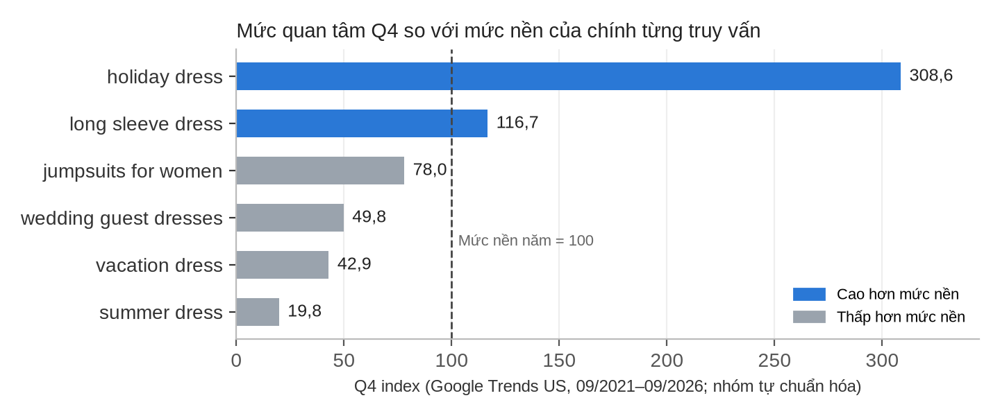 Mức quan tâm Q4 so với mức nền của chính từng truy vấn
holiday dress
308,6
long sleeve dress
116,7
jumpsuits for women
78,0
wedding guest dresses
49,8
Mức nền năm = 100
vacation dress
42,9
summer dress
19,8
Cao hơn mức nền
Thấp hơn mức nền
0 50 100 150 200 250 300
Q4 index (Google Trends US, 09/2021–09/2026; nhóm tự chuẩn hóa)